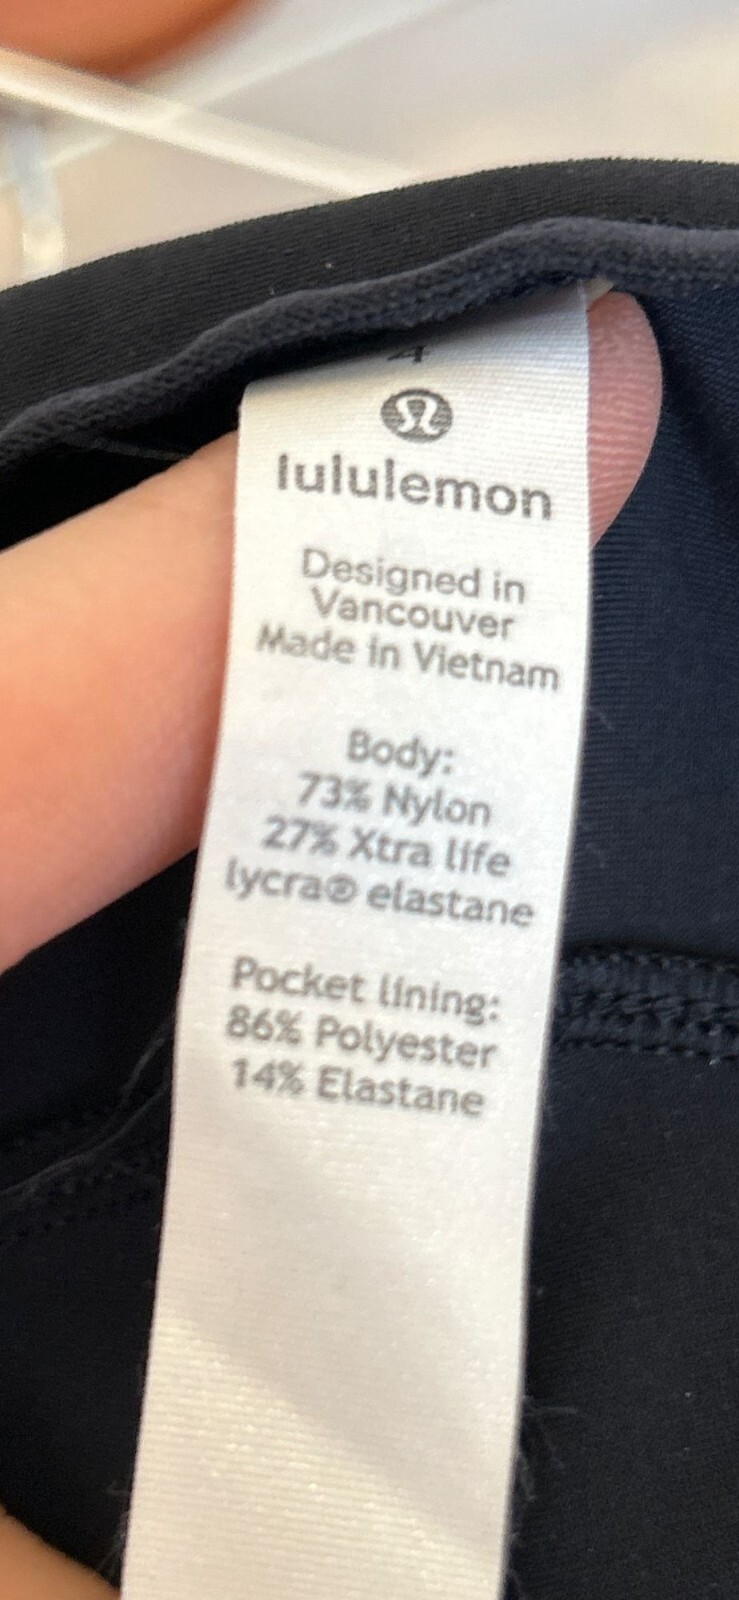 4
lululemon
Designed in
Vancouver
Made in Vietnam
Body:
73% Nylon
27% Xtra life
lycra® elastane
Pocket lining:
86% Polyester
14% Elastane